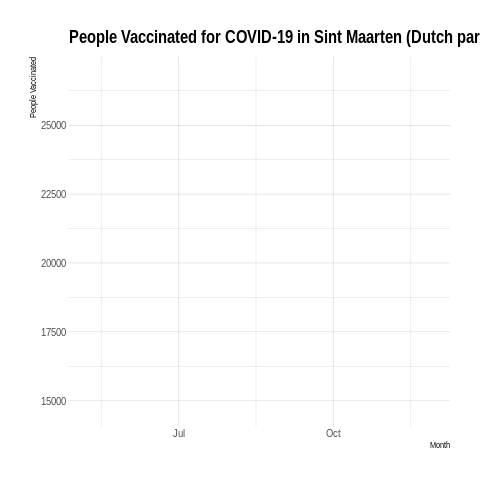 People Vaccinated for COVID-19 in Sint Maarten (Dutch par
People Vaccinated
25000
22500
20000
17500
15000
Jul Oct
Month